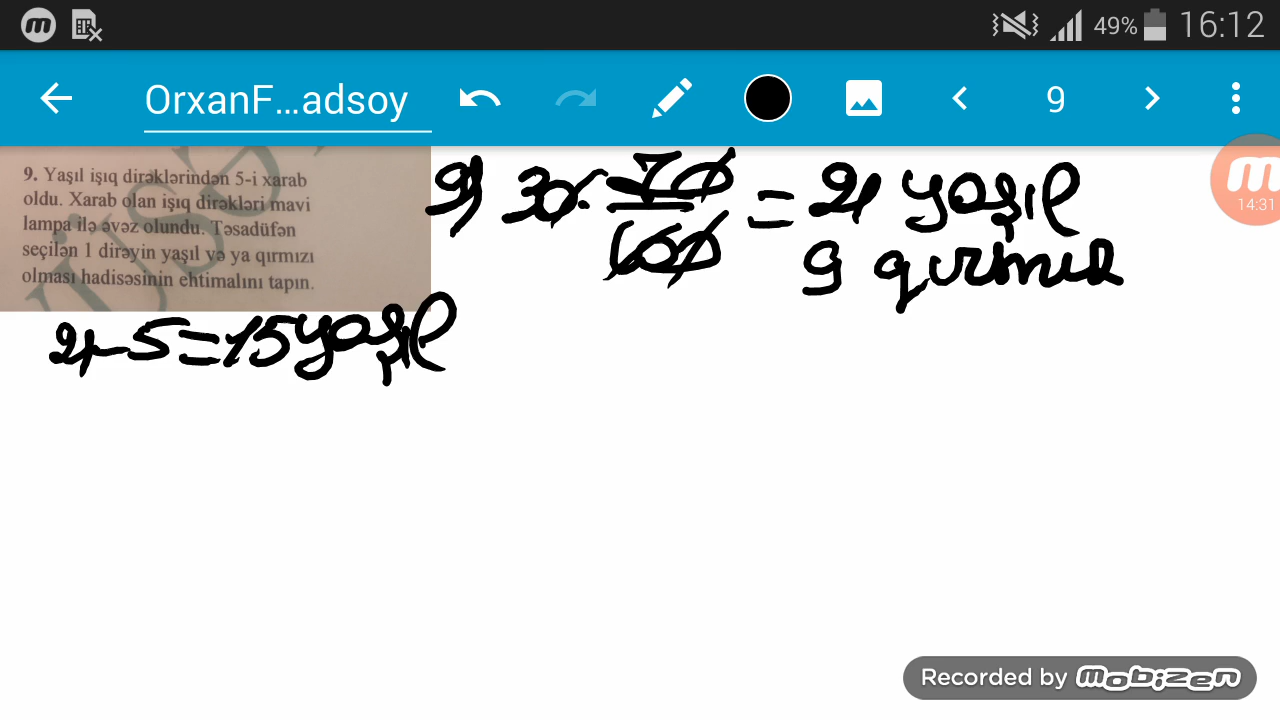 49% 16:12
OrxanF...adsoy 9
9. Yaşıl işıq dirəklərindən 5-i xarab
oldu. Xarab olan işıq dirəkləri mavi
lampa ilə əvəz olundu. Təsadüfən
seçilən 1 dirəyin yaşıl və ya qırmızı
olması hadisəsinin ehtimalını tapın.
9) 30 · 70/100 = 21 yaşıl
9 qırmızı
21-5=15 yaşıl
14:31
Recorded by mobizen